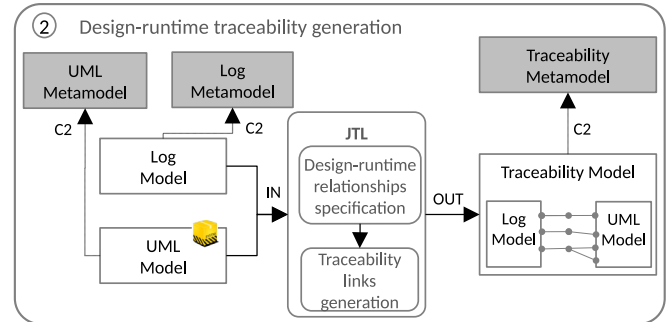 2 Design-runtime traceability generation
UML
Metamodel
Log
Metamodel
Traceability
Metamodel
C2
C2
C2
Log
Model
UML
Model
IN
JTL
Design-runtime
relationships
specification
Traceability
links
generation
OUT
Traceability Model
Log
Model
UML
Model